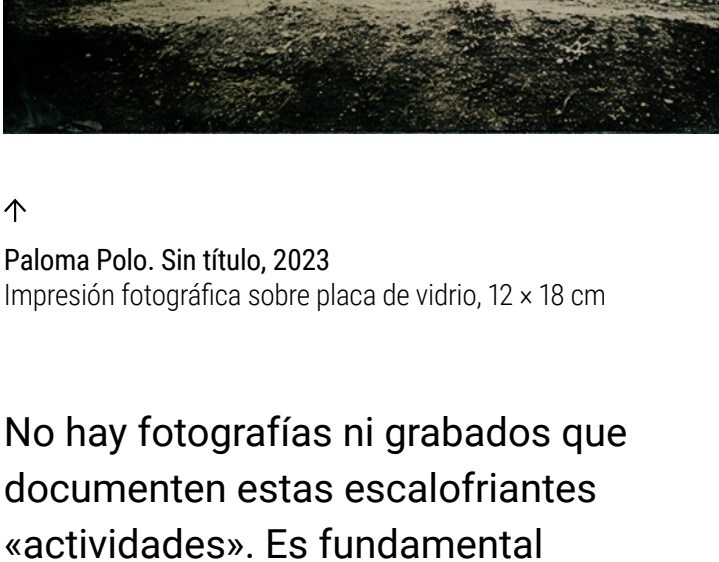 Paloma Polo. Sin título, 2023
Impresión fotográfica sobre placa de vidrio, 12 × 18 cm
No hay fotografías ni grabados que
documenten estas escalofriantes
«actividades». Es fundamental